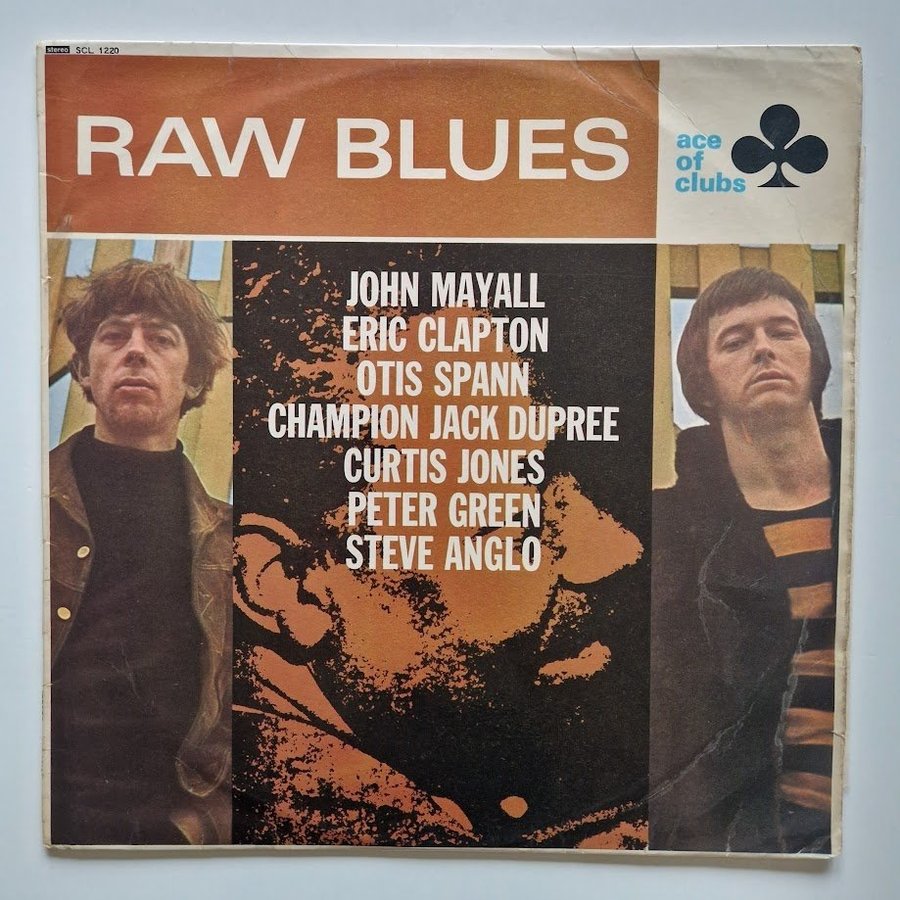 stereo SCL 1220
RAW BLUES
ace
of
clubs
JOHN MAYALL
ERIC CLAPTON
OTIS SPANN
CHAMPION JACK DUPREE
CURTIS JONES
PETER GREEN
STEVE ANGLO